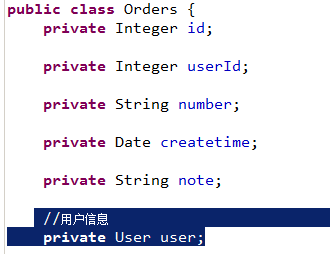 public class Orders {
private Integer id;
private Integer userId;
private String number;
private Date createtime;
private String note;
//用户信息
private User user;